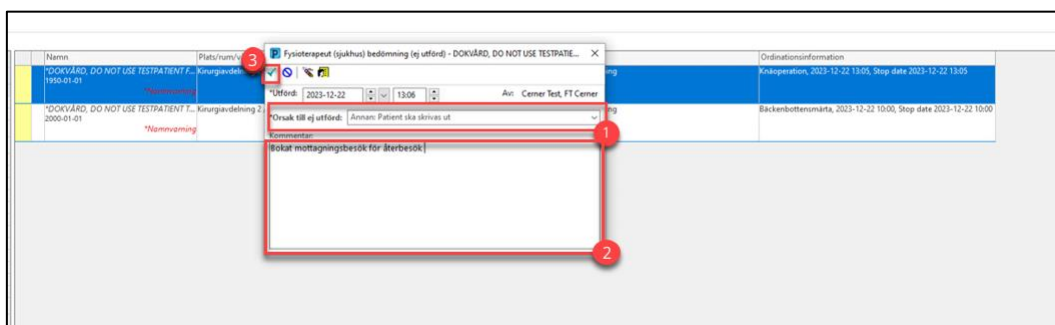 Namn
Plats/rum/v
Ordinationsinformation
*DOKVÅRD, DO NOT USE TESTPATIENT F... Kirurgiavdelni
1950-01-01
*Namnvarning
Knäoperation, 2023-12-22 13:05, Stop date 2023-12-22 13:05
*DOKVÅRD, DO NOT USE TESTPATIENT T... Kirurgiavdelning 2
2000-01-01
*Namnvarning
Bäckenbottensmärta, 2023-12-22 10:00, Stop date 2023-12-22 10:00
3
P Fysioterapeut (sjukhus) bedömning (ej utförd) - DOKVÅRD, DO NOT USE TESTPATIE...
*Utförd: 2023-12-22 13:06 Av: Cerner Test, FT Cerner
*Orsak till ej utförd: Annan: Patient ska skrivas ut
1
Kommentar:
Bokat mottagningsbesök för återbesök
2